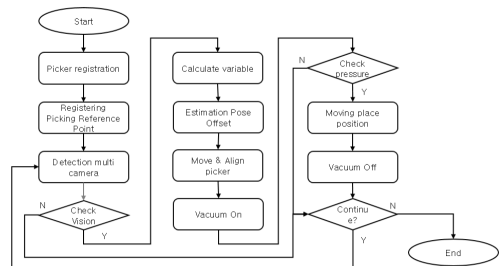 Start
Picker registration
Registering
Picking Reference
Point
Detection multi
camera
N
Check
Vision
Y
Calculate variable
Estimation Pose
Offset
Move & Align
picker
Vacuum On
N
Check
pressure
Y
Moving place
position
Vacuum Off
Continu
e?
N
Y
End